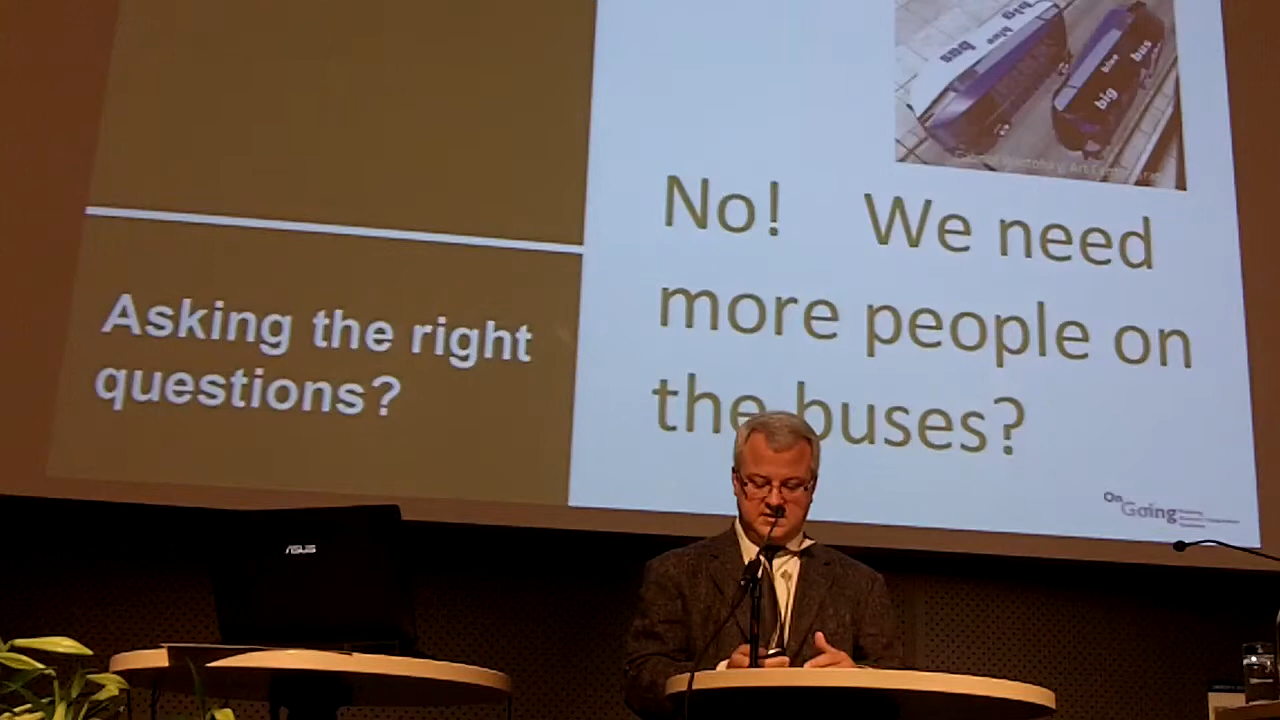 Asking the right
questions?
big
blue
bus
big
blue
bus
No! We need
more people on
the buses?
OnGoing
ASUS